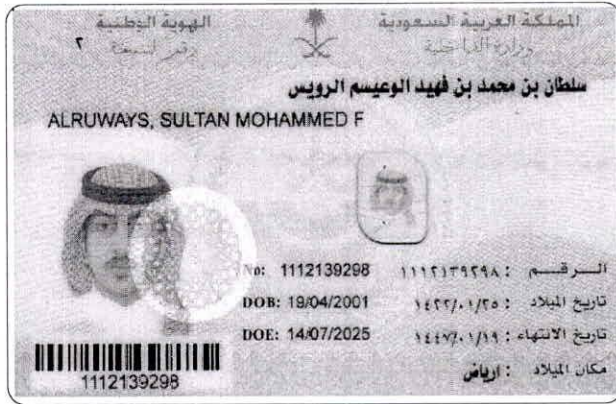 المملكة العربية السعودية
وزارة الداخلية
الهوية الوطنية
رقم النسخة ٢
سلطان بن محمد بن فهيد الوعيسم الرويس
ALRUWAYS, SULTAN MOHAMMED F
الرقم : ١١١٢١٣٩٢٩٨ No: 1112139298
تاريخ الميلاد : ١٤٢٢/٠١/٢٥ DOB: 19/04/2001
تاريخ الانتهاء : ١٤٤٧/٠١/١٩ DOE: 14/07/2025
مكان الميلاد : ارياض
1112139298